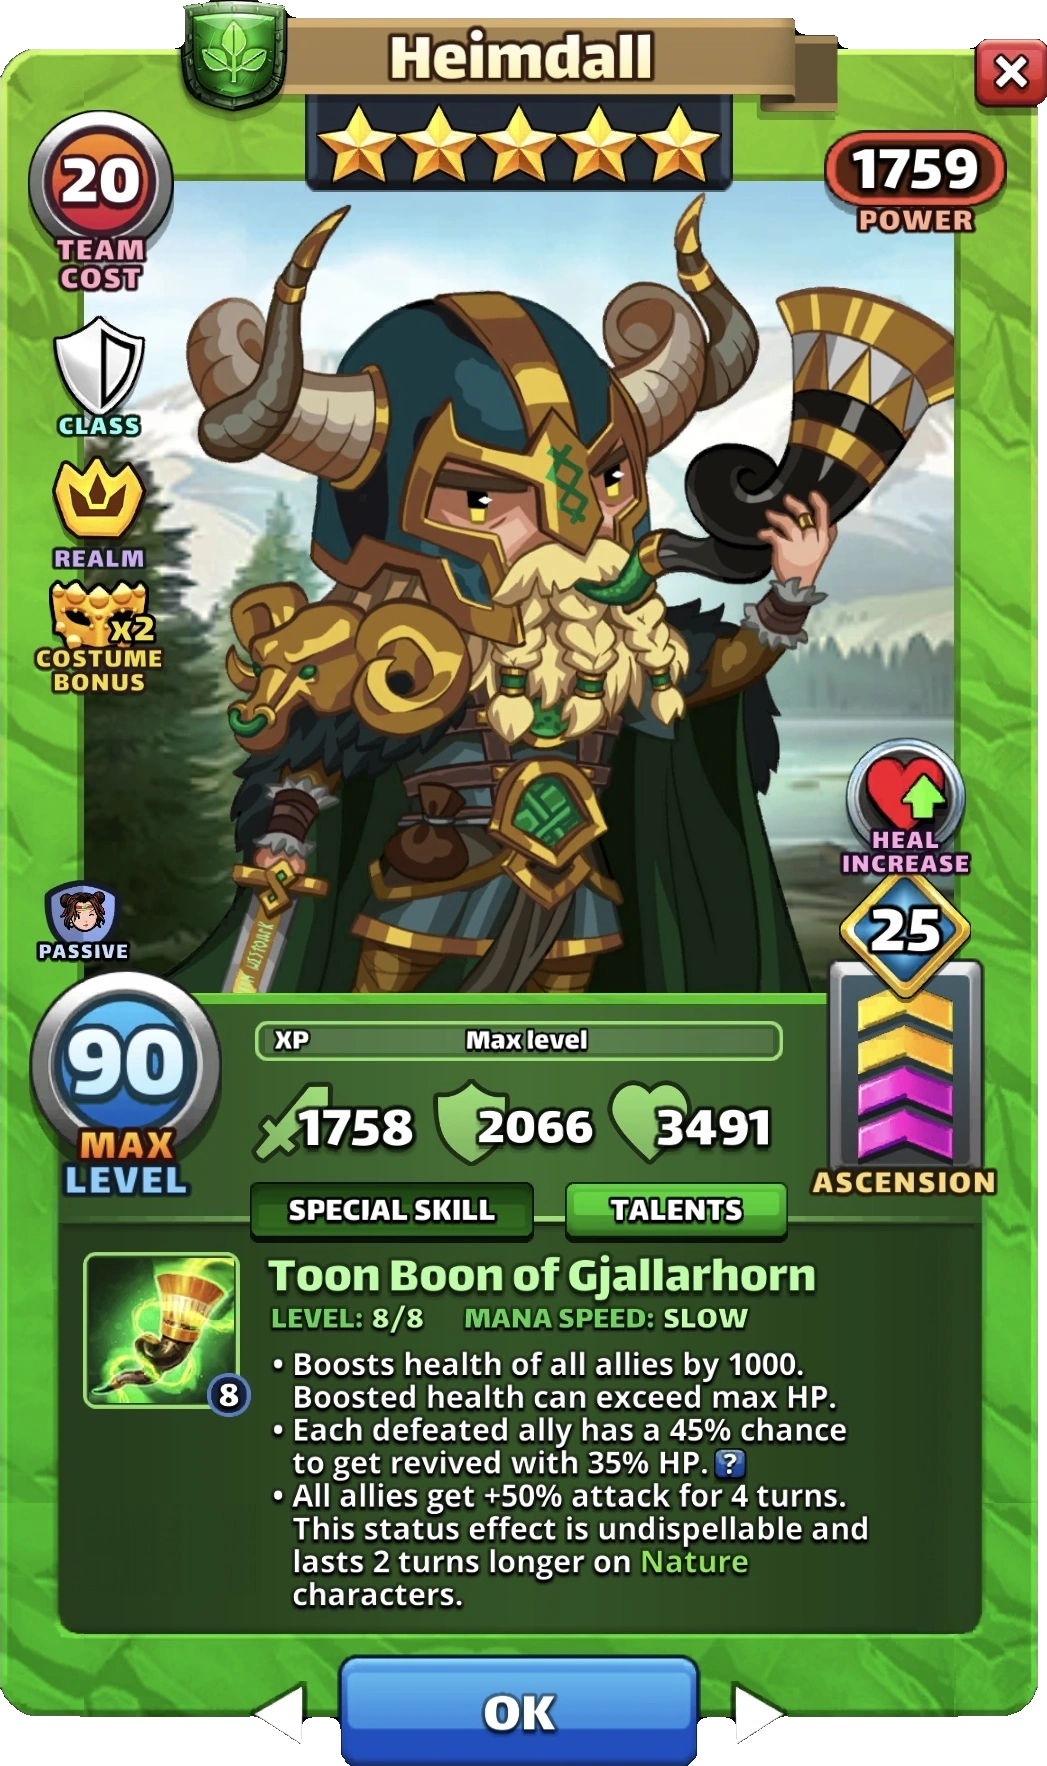 Heimdall
20
TEAM
COST
1759
POWER
CLASS
REALM
x2
COSTUME
BONUS
HEAL
INCREASE
25
PASSIVE
90
MAX
LEVEL
XP Max level
1758 2066 3491
ASCENSION
SPECIAL SKILL TALENTS
Toon Boon of Gjallarhorn
LEVEL: 8/8 MANA SPEED: SLOW
8
• Boosts health of all allies by 1000.
Boosted health can exceed max HP.
• Each defeated ally has a 45% chance
to get revived with 35% HP. ?
• All allies get +50% attack for 4 turns.
This status effect is undispellable and
lasts 2 turns longer on Nature
characters.
OK